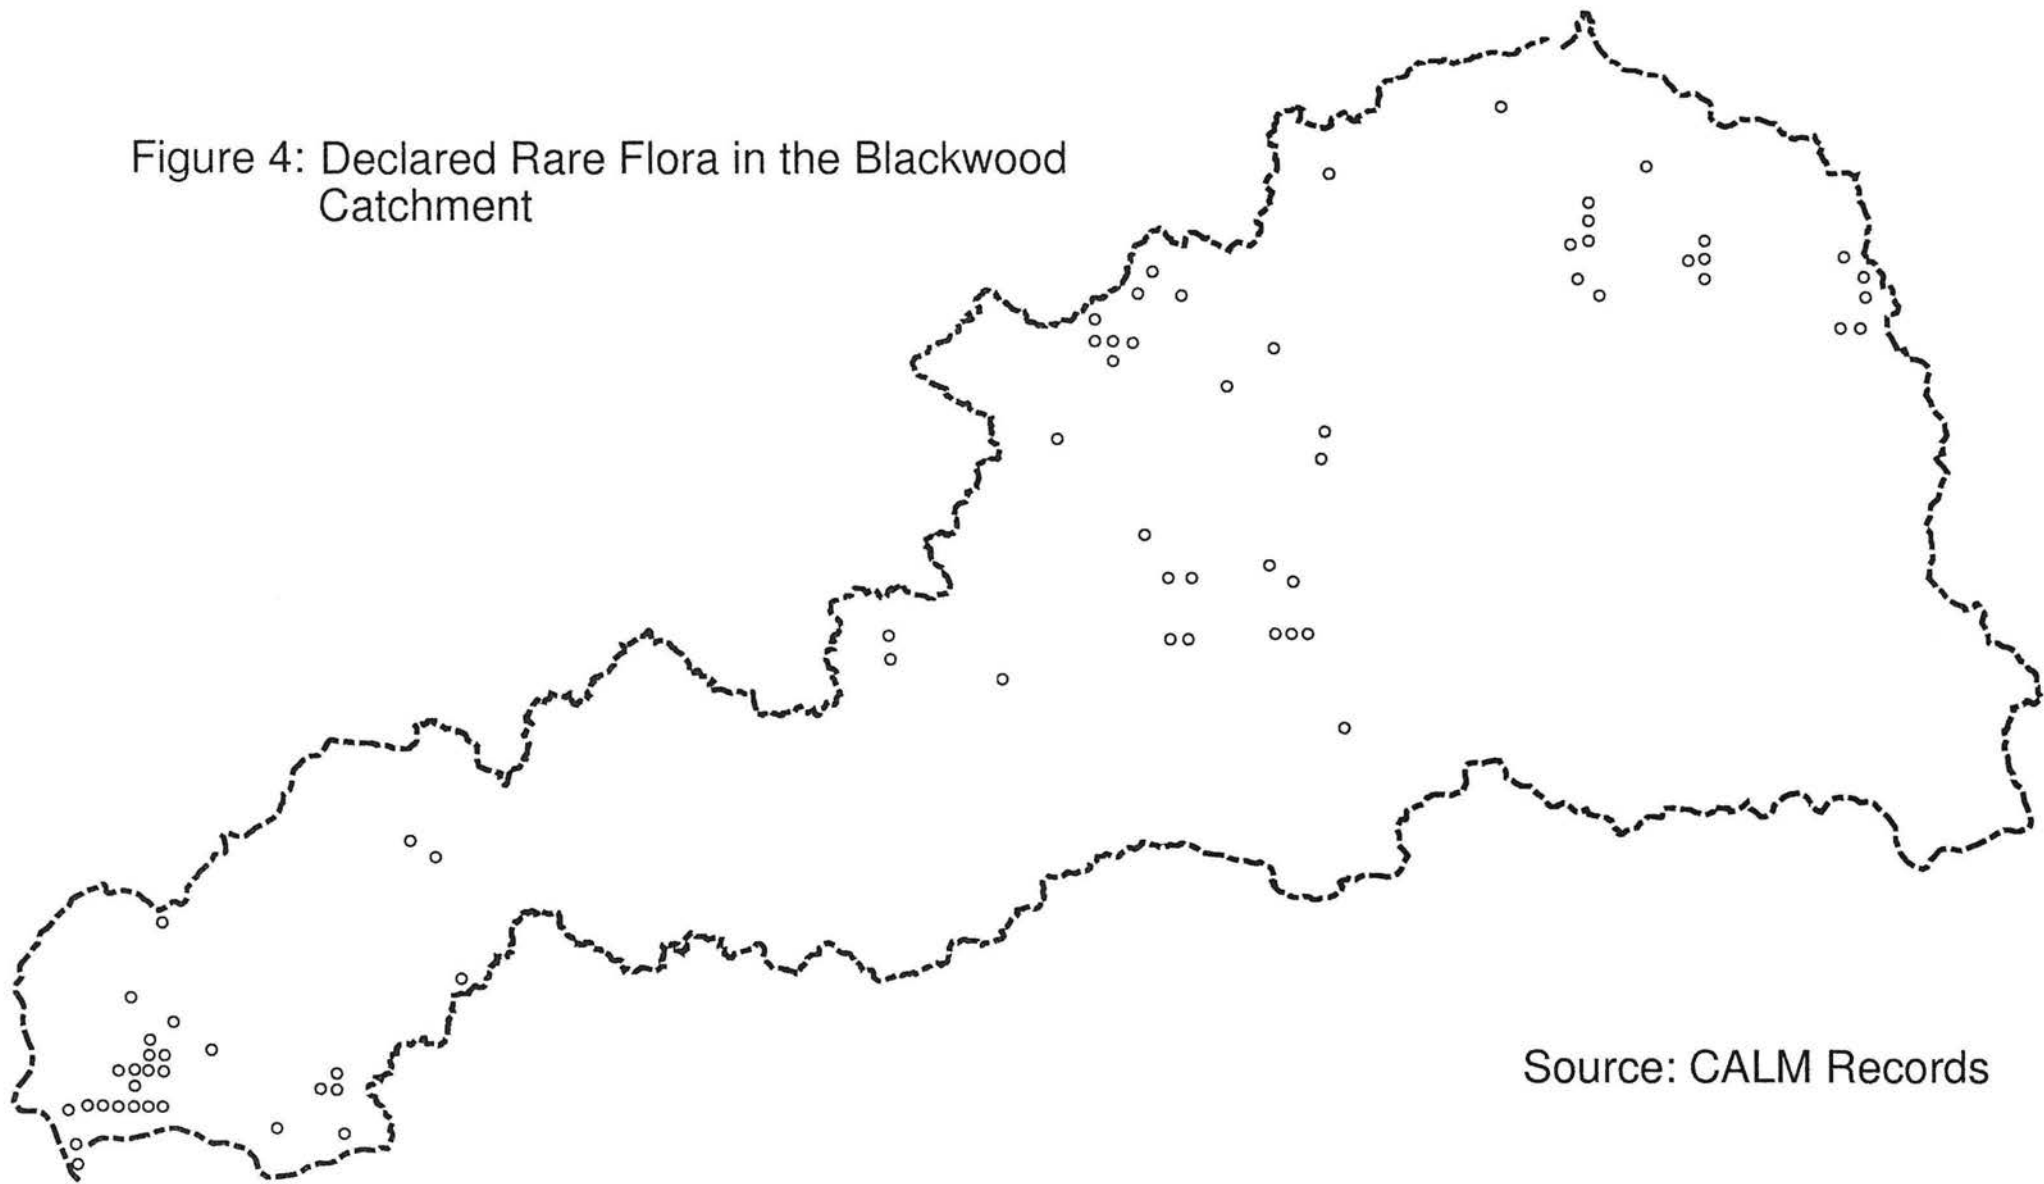 Figure 4: Declared Rare Flora in the Blackwood
Catchment
Source: CALM Records